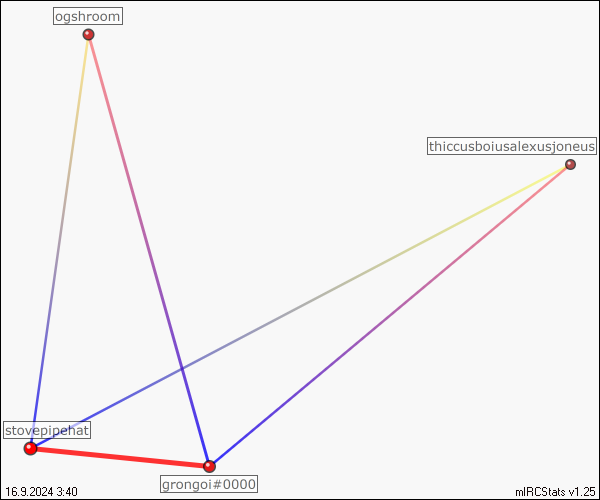 ogshroom
thiccusboiusalexusjoneus
stovepipehat
grongoi#0000
16.9.2024 3:40
mIRCStats v1.25